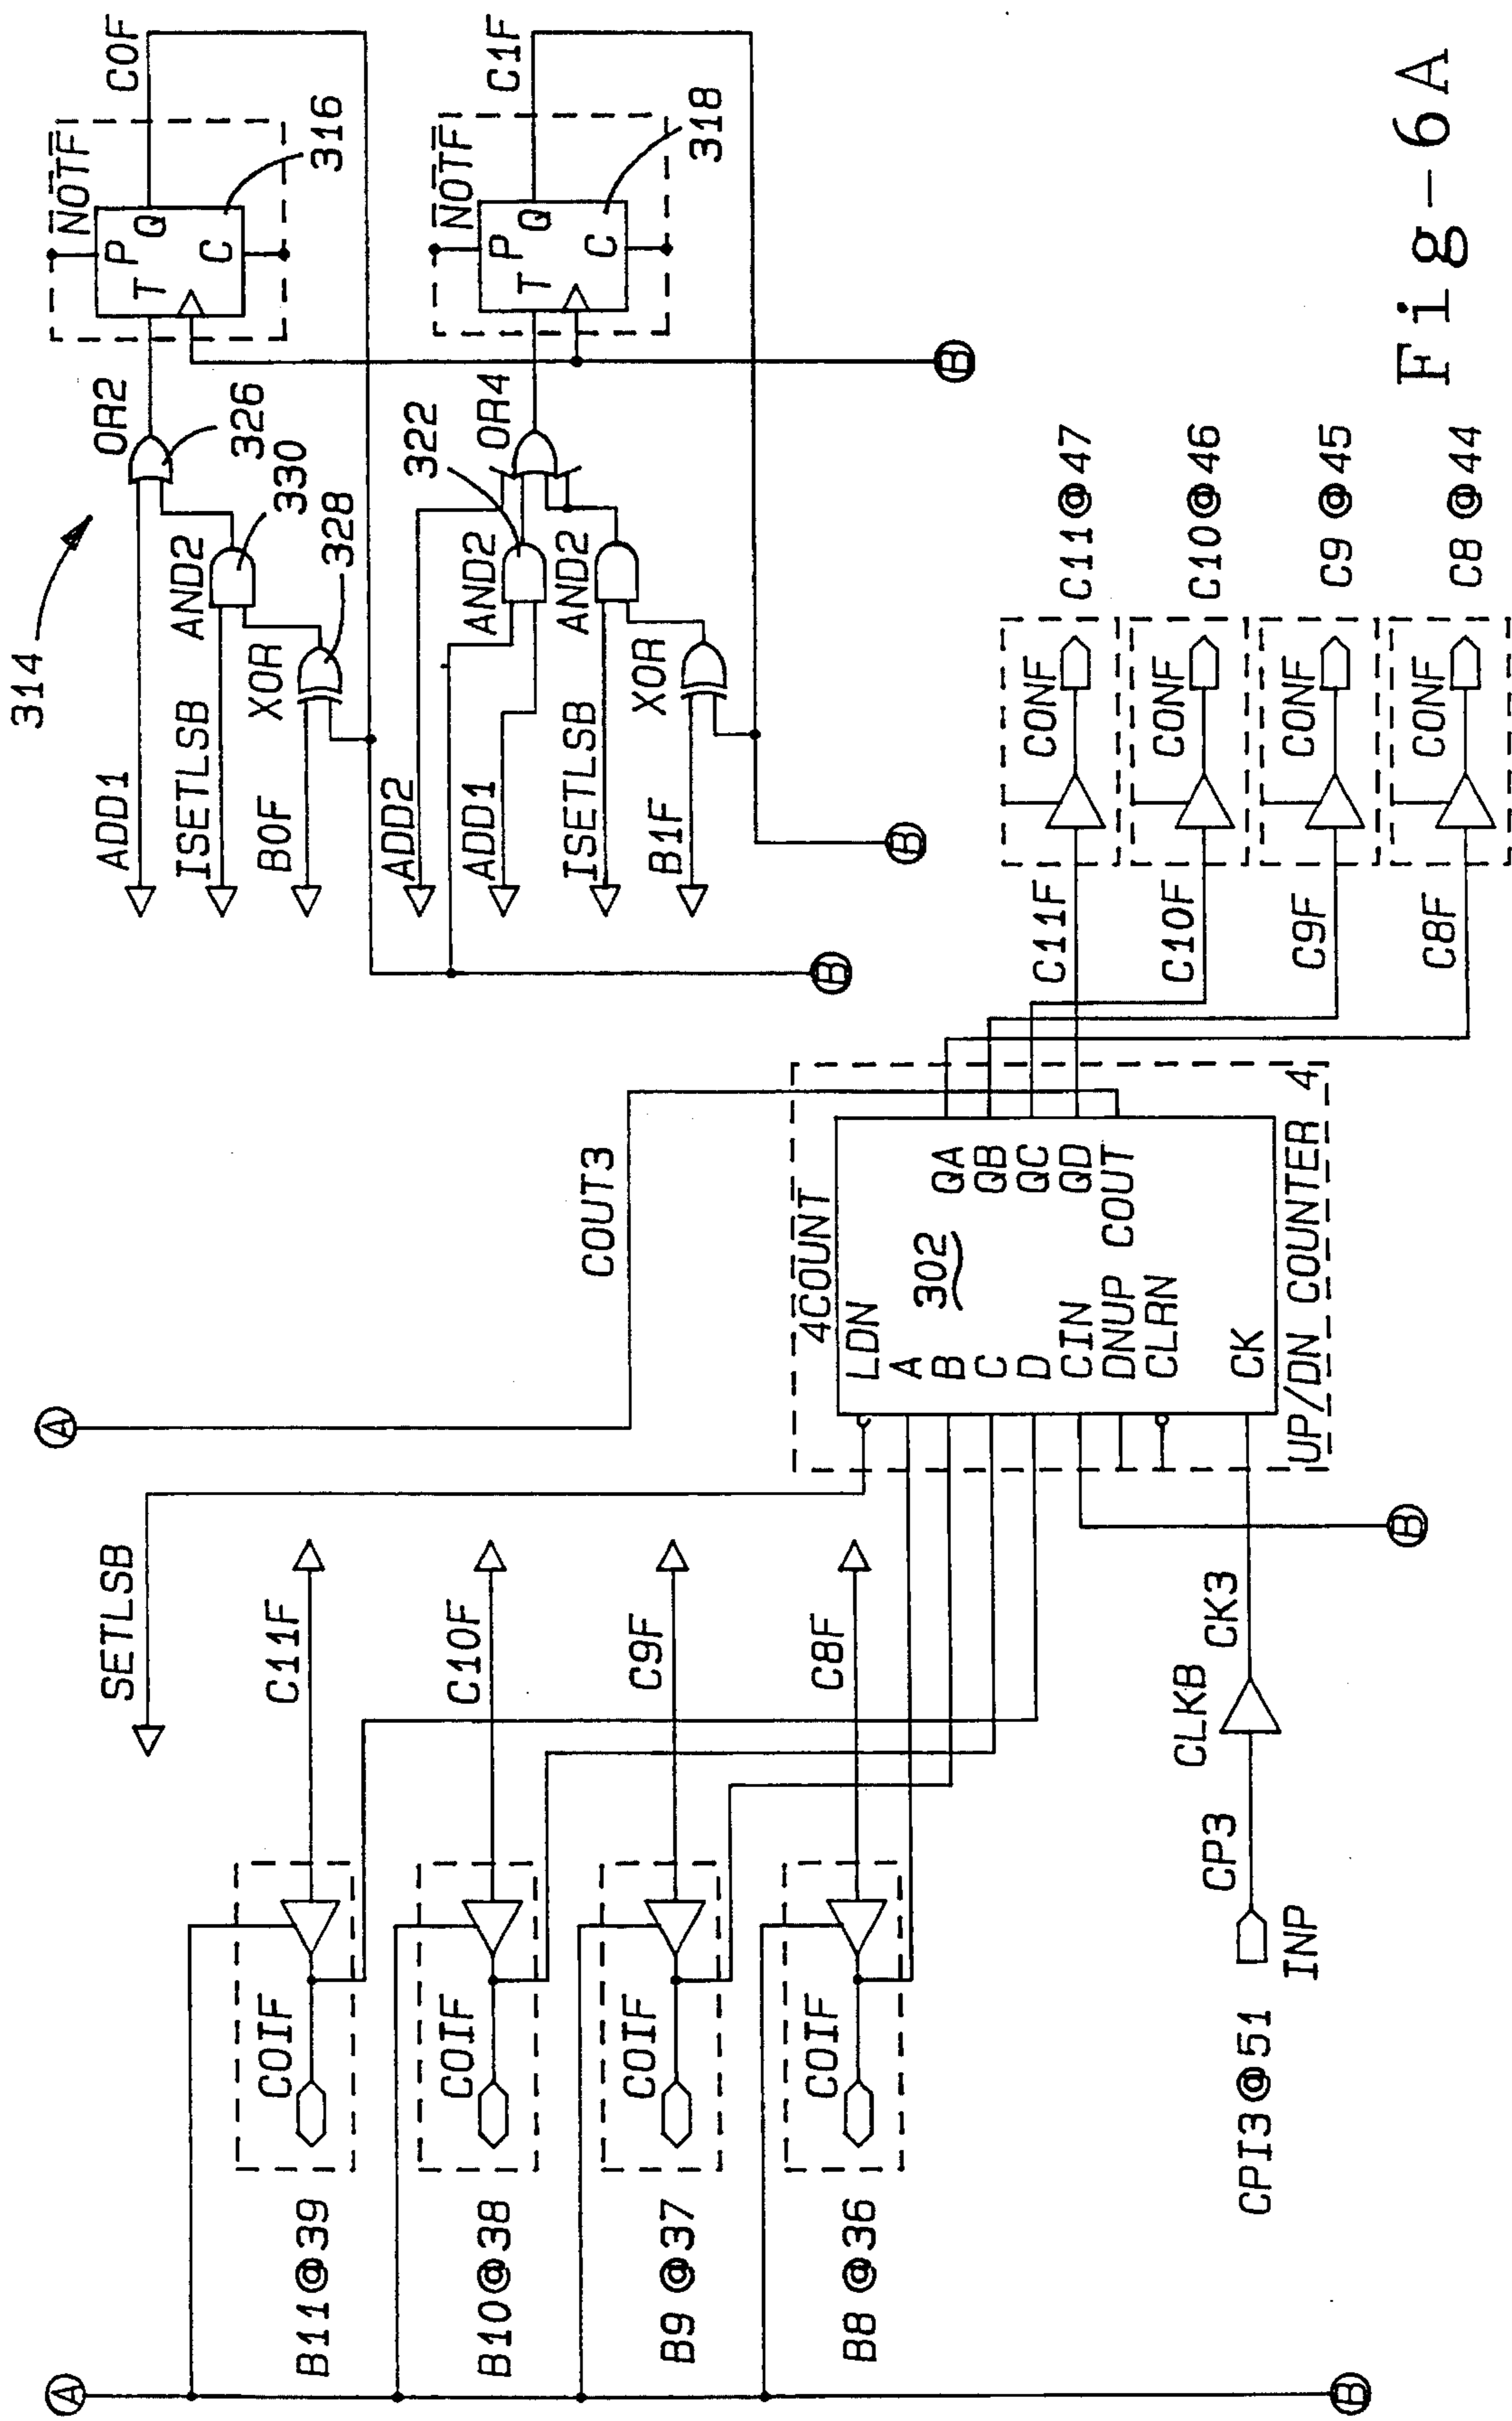 314
ADD1
OR2
326
NOTF
P
T
Q
C
316
C0F
ISETLSB
AND2
330
B0F
XOR
328
ADD2
322
OR4
NOTF
P
T
Q
C
318
C1F
ADD1
AND2
ISETLSB
AND2
B1F
XOR
B
B
B
A
COUT3
SETLSB
A
B11@39
COIF
C11F
B10@38
COIF
C10F
B9@37
COIF
C9F
B8@36
COIF
C8F
4COUNT
LDN
A
B
C
D
CIN
DNUP
CLRN
CK
302
QA
QB
QC
QD
COUT
UP/DN COUNTER 4
C11F
CONF
C11@47
C10F
CONF
C10@46
C9F
CONF
C9@45
C8F
CONF
C8@44
CPI3@51
INP
CP3
CLKB
CK3
B
B
Fig-6A